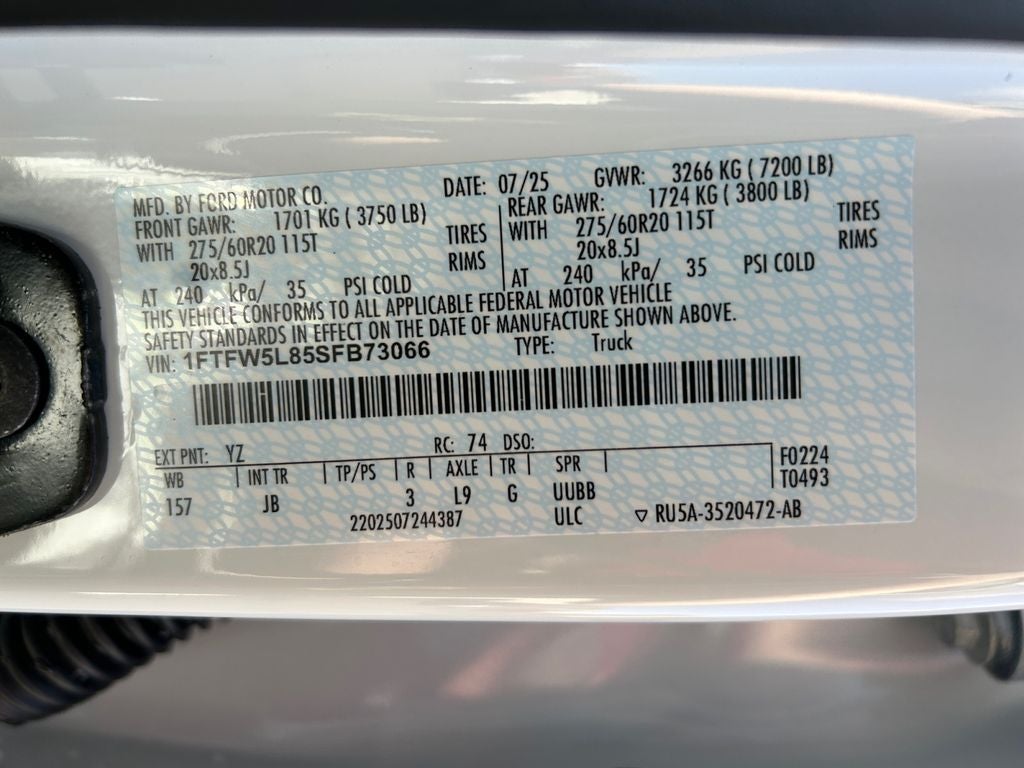 MFD. BY FORD MOTOR CO. DATE: 07/25 GVWR: 3266 KG ( 7200 LB)
FRONT GAWR: 1701 KG ( 3750 LB) REAR GAWR: 1724 KG ( 3800 LB)
WITH 275/60R20 115T TIRES WITH 275/60R20 115T TIRES
20x8.5J RIMS 20x8.5J RIMS
AT 240 kPa/ 35 PSI COLD AT 240 kPa/ 35 PSI COLD
THIS VEHICLE CONFORMS TO ALL APPLICABLE FEDERAL MOTOR VEHICLE
SAFETY STANDARDS IN EFFECT ON THE DATE OF MANUFACTURE SHOWN ABOVE.
VIN: 1FTFW5L85SFB73066 TYPE: Truck
EXT PNT: YZ RC: 74 DSO:
WB INT TR TP/PS R AXLE TR SPR F0224
157 JB 3 L9 G UUBB T0493
2202507244387 ULC ▽ RU5A-3520472-AB